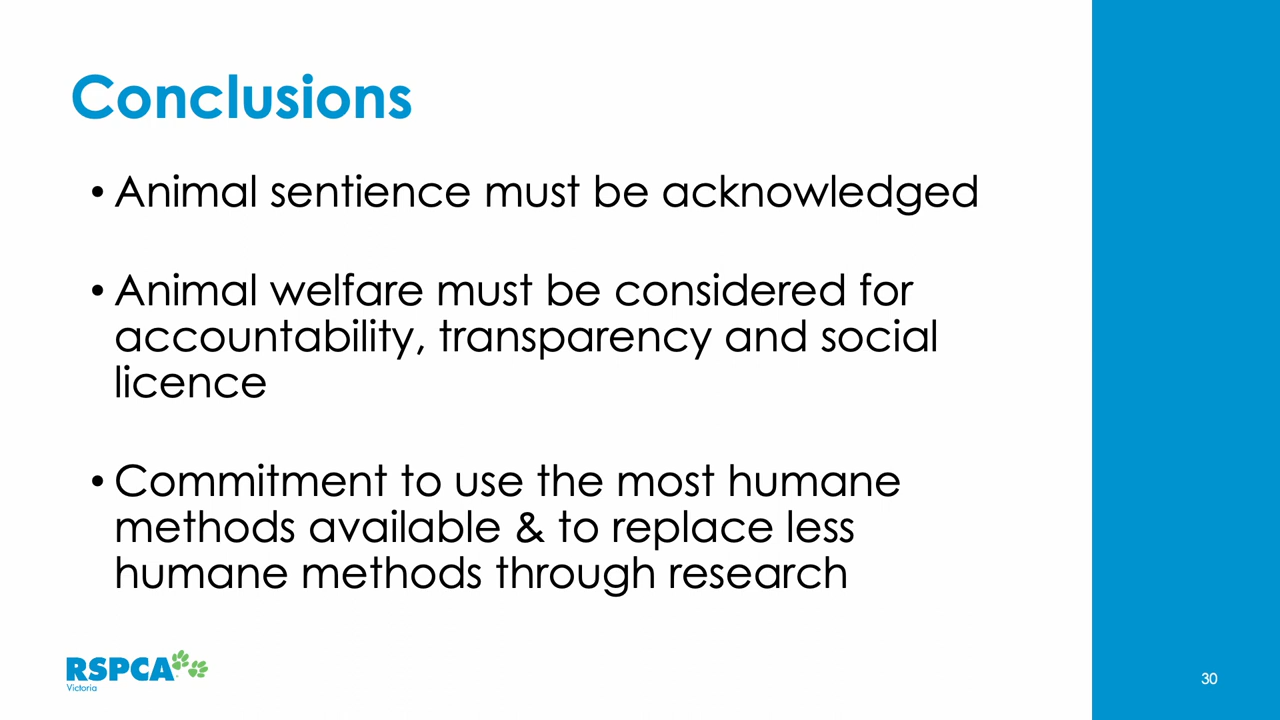 Conclusions
• Animal sentience must be acknowledged
• Animal welfare must be considered for
accountability, transparency and social
licence
• Commitment to use the most humane
methods available & to replace less
humane methods through research
RSPCA
Victoria
30